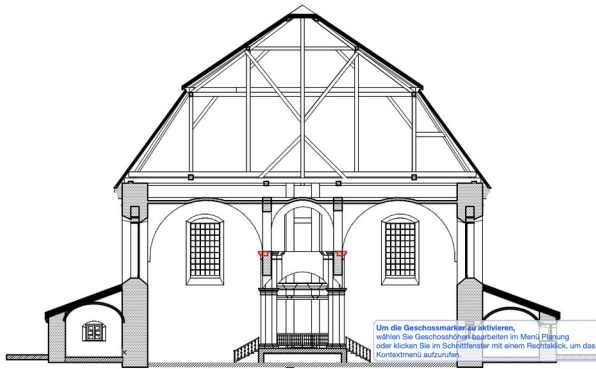 Um die Geschossmarker zu aktivieren,
wählen Sie Geschosshöhen bearbeiten im Menü Planung
oder klicken Sie im Schnittfenster mit einem Rechtsklick, um das
Kontextmenü aufzurufen.